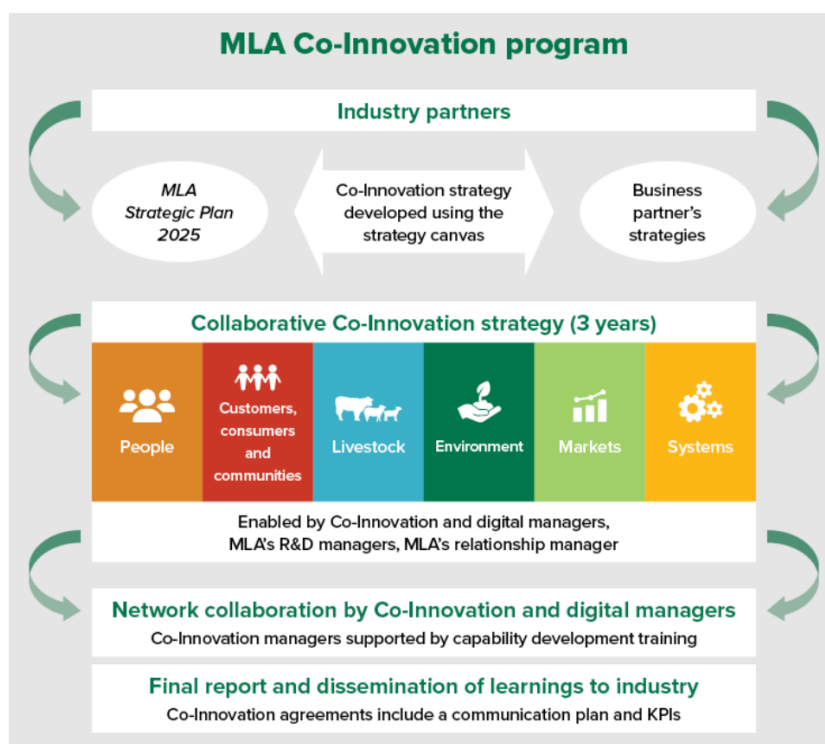 MLA Co-Innovation program
Industry partners
MLA
Strategic Plan
2025
Co-Innovation strategy
developed using the
strategy canvas
Business
partner's
strategies
Collaborative Co-Innovation strategy (3 years)
People
Customers,
consumers
and
communities
Livestock
Environment
Markets
Systems
Enabled by Co-Innovation and digital managers,
MLA's R&D managers, MLA's relationship manager
Network collaboration by Co-Innovation and digital managers
Co-Innovation managers supported by capability development training
Final report and dissemination of learnings to industry
Co-Innovation agreements include a communication plan and KPIs